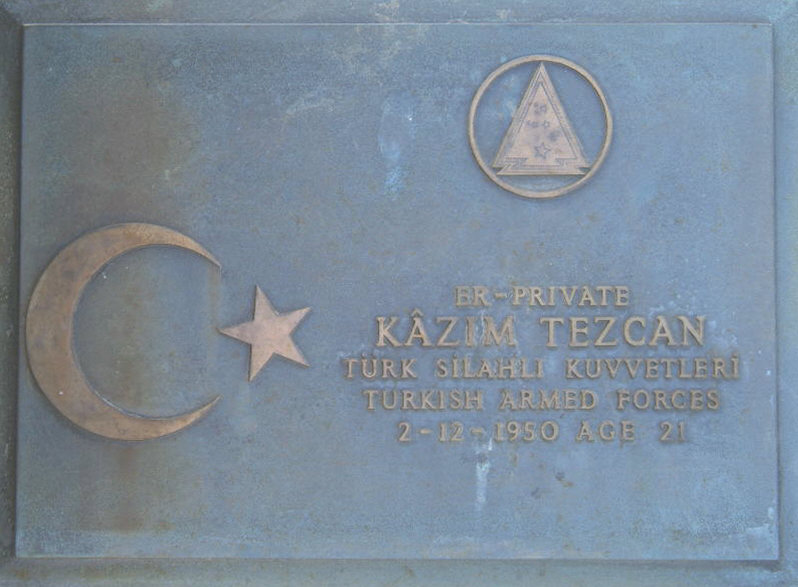 ER-PRIVATE
KÂZIM TEZCAN
TÜRK SİLAHLI KUVVETLERİ
TURKISH ARMED FORCES
2-12-1950 AGE 21